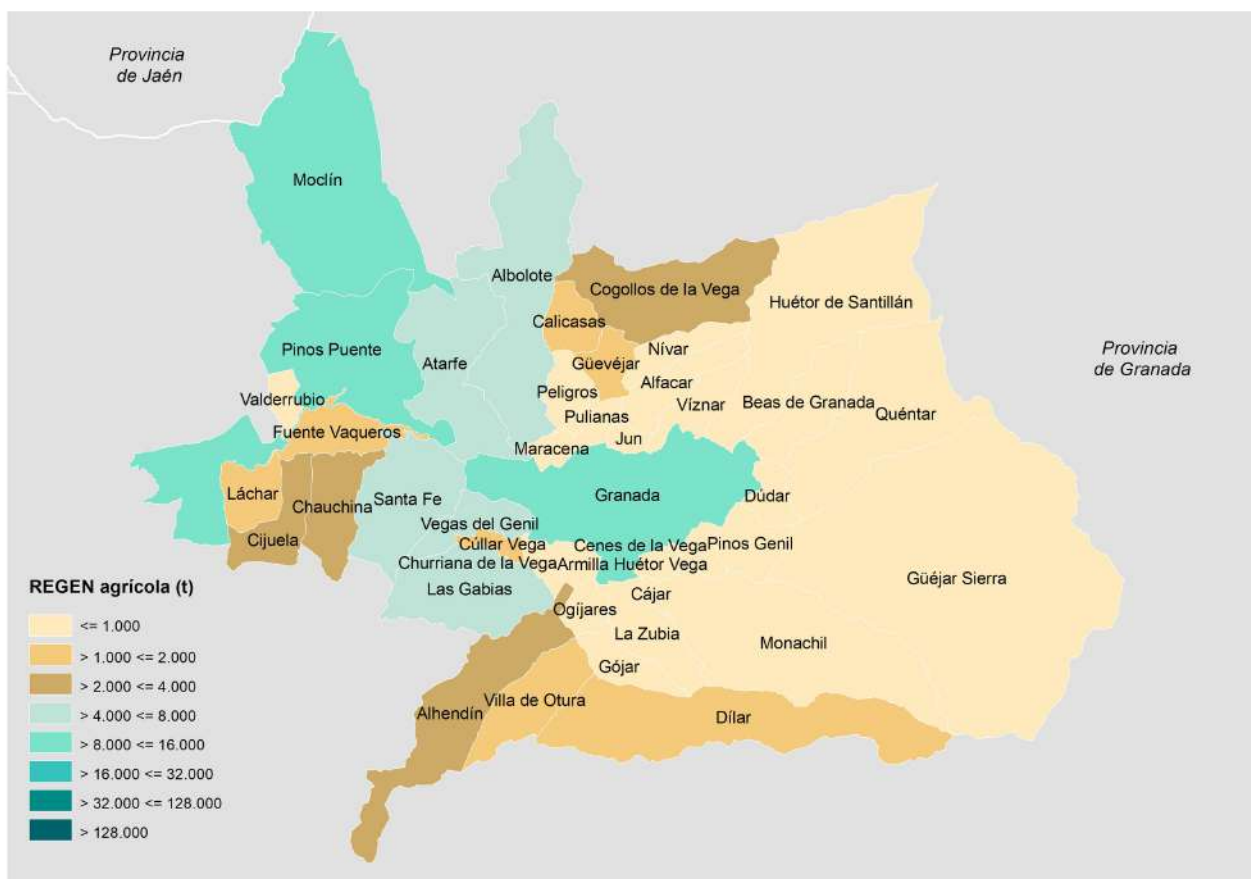 Provincia
de Jaén
Moclín
Albolote
Cogollos de la Vega
Huétor de Santillán
Calicasas
Pinos Puente
Nívar
Provincia
de Granada
Atarfe
Güevéjar
Alfacar
Peligros
Valderrubio
Víznar
Beas de Granada
Quéntar
Pulianas
Fuente Vaqueros
Jun
Maracena
Láchar
Granada
Dúdar
Chauchina
Santa Fe
Vegas del Genil
Cijuela
Cúllar Vega
Cenes de la Vega
Pinos Genil
Churriana de la Vega
Armilla
Huétor Vega
Güéjar Sierra
Las Gabias
Cájar
Ogíjares
La Zubia
Monachil
Gójar
Villa de Otura
Alhendín
Dílar
REGEN agrícola (t)
<= 1.000
> 1.000 <= 2.000
> 2.000 <= 4.000
> 4.000 <= 8.000
> 8.000 <= 16.000
> 16.000 <= 32.000
> 32.000 <= 128.000
> 128.000